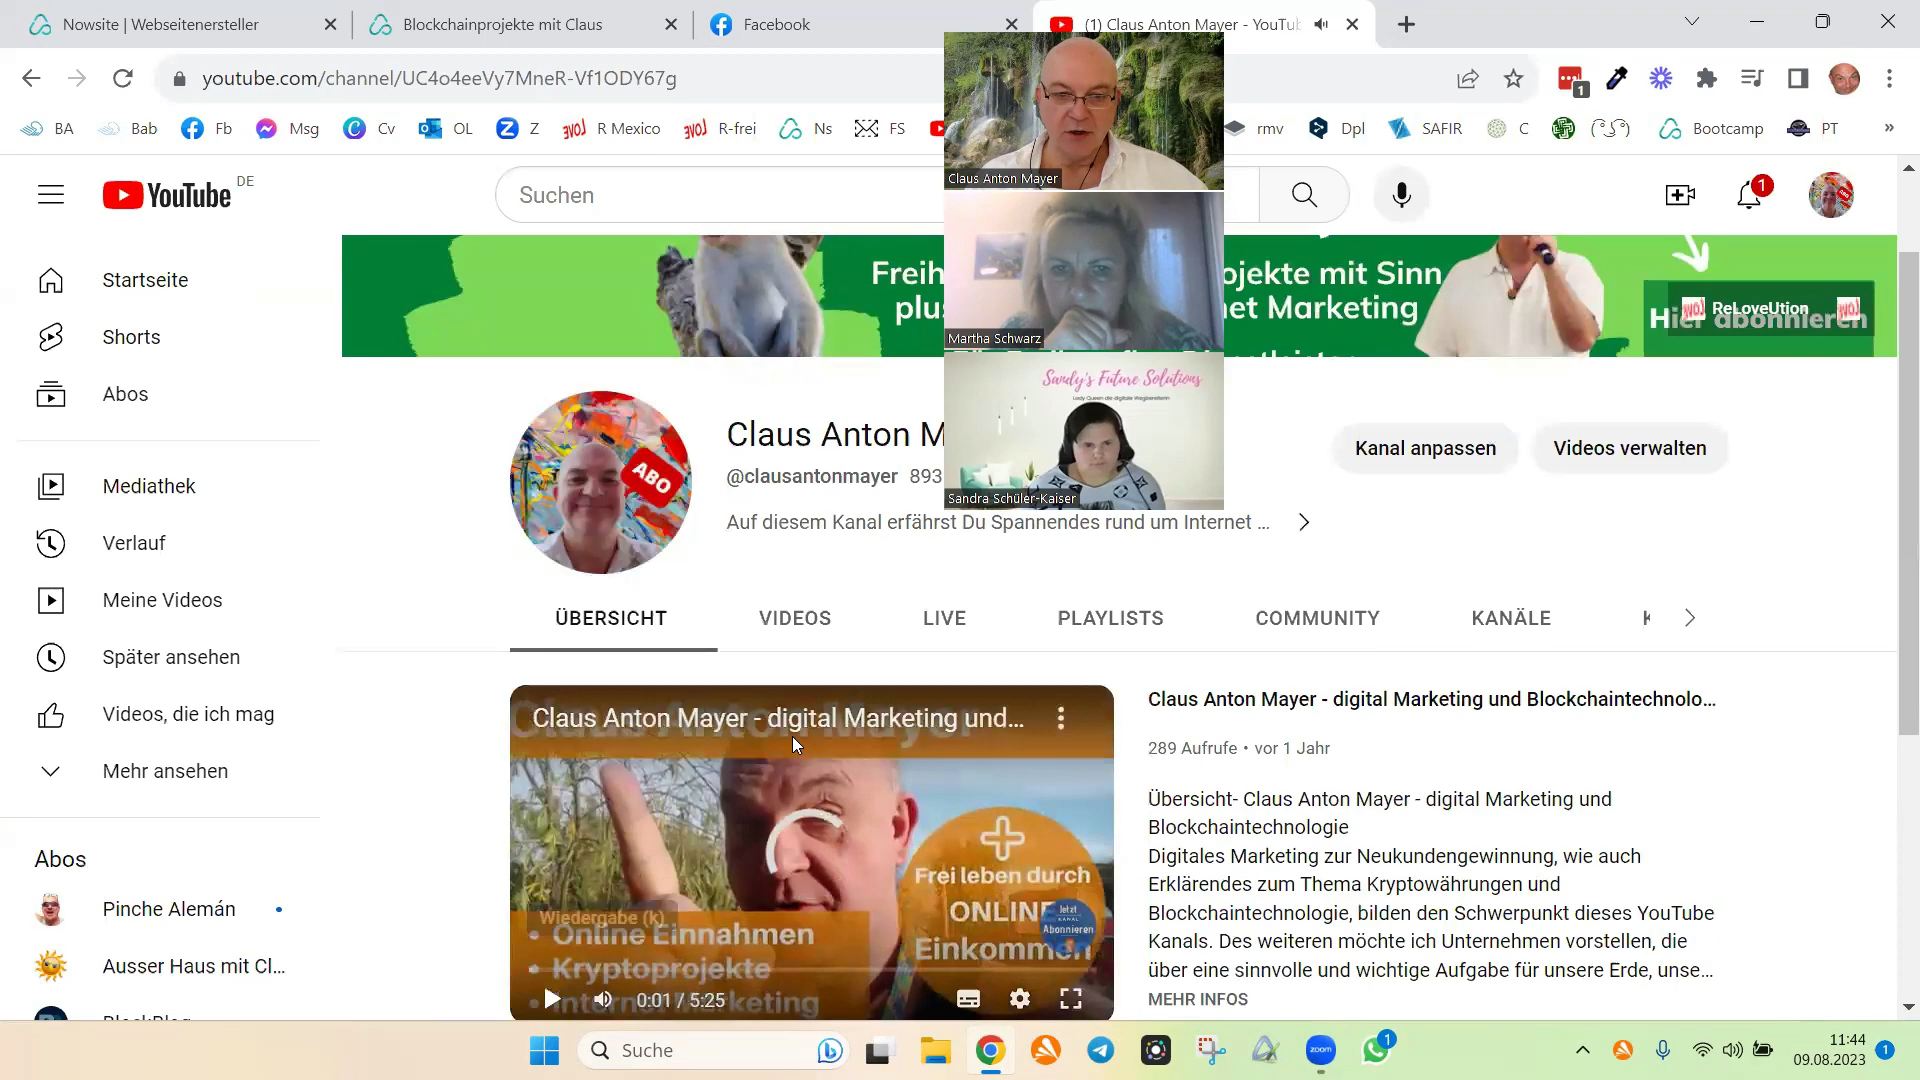 Nowsite | Webseitenersteller
Blockchainprojekte mit Claus
Facebook
(1) Claus Anton Mayer - YouTub
youtube.com/channel/UC4o4eeVy7MneR-Vf1ODY67g
1
BA
Bab
Fb
Msg
Cv
OL
Z
R Mexico
R-frei
Ns
FS
rmv
Dpl
SAFIR
C
Bootcamp
PT
»
YouTube DE
Suchen
1
Startseite
Shorts
Abos
Mediathek
Verlauf
Meine Videos
Später ansehen
Videos, die ich mag
Mehr ansehen
Abos
Pinche Alemán
Ausser Haus mit Cl...
Freih
plus
ojekte mit Sinn
net Marketing
Hier abonnieren
ReLoveUtion
Claus Anton Mayer
Martha Schwarz
Sandy's Future Solutions
Lady Queen die digitale Wegbereiterin
Sandra Schüler-Kaiser
ABO
Claus Anton M
@clausantonmayer 893
Auf diesem Kanal erfährst Du Spannendes rund um Internet ...
Kanal anpassen
Videos verwalten
ÜBERSICHT
VIDEOS
LIVE
PLAYLISTS
COMMUNITY
KANÄLE
Claus Anton Mayer - digital Marketing und...
Frei leben durch
ONLINE
Einkommen
Jetzt
KANAL
Abonnieren
Wiedergabe (k)
• Online Einnahmen
• Kryptoprojekte
• Internet Marketing
0:01 / 5:25
Claus Anton Mayer - digital Marketing und Blockchaintechnolo...
289 Aufrufe • vor 1 Jahr
Übersicht- Claus Anton Mayer - digital Marketing und
Blockchaintechnologie
Digitales Marketing zur Neukundengewinnung, wie auch
Erklärendes zum Thema Kryptowährungen und
Blockchaintechnologie, bilden den Schwerpunkt dieses YouTube
Kanals. Des weiteren möchte ich Unternehmen vorstellen, die
über eine sinnvolle und wichtige Aufgabe für unsere Erde, unse...
MEHR INFOS
Suche
zoom
1
11:44
09.08.2023
1